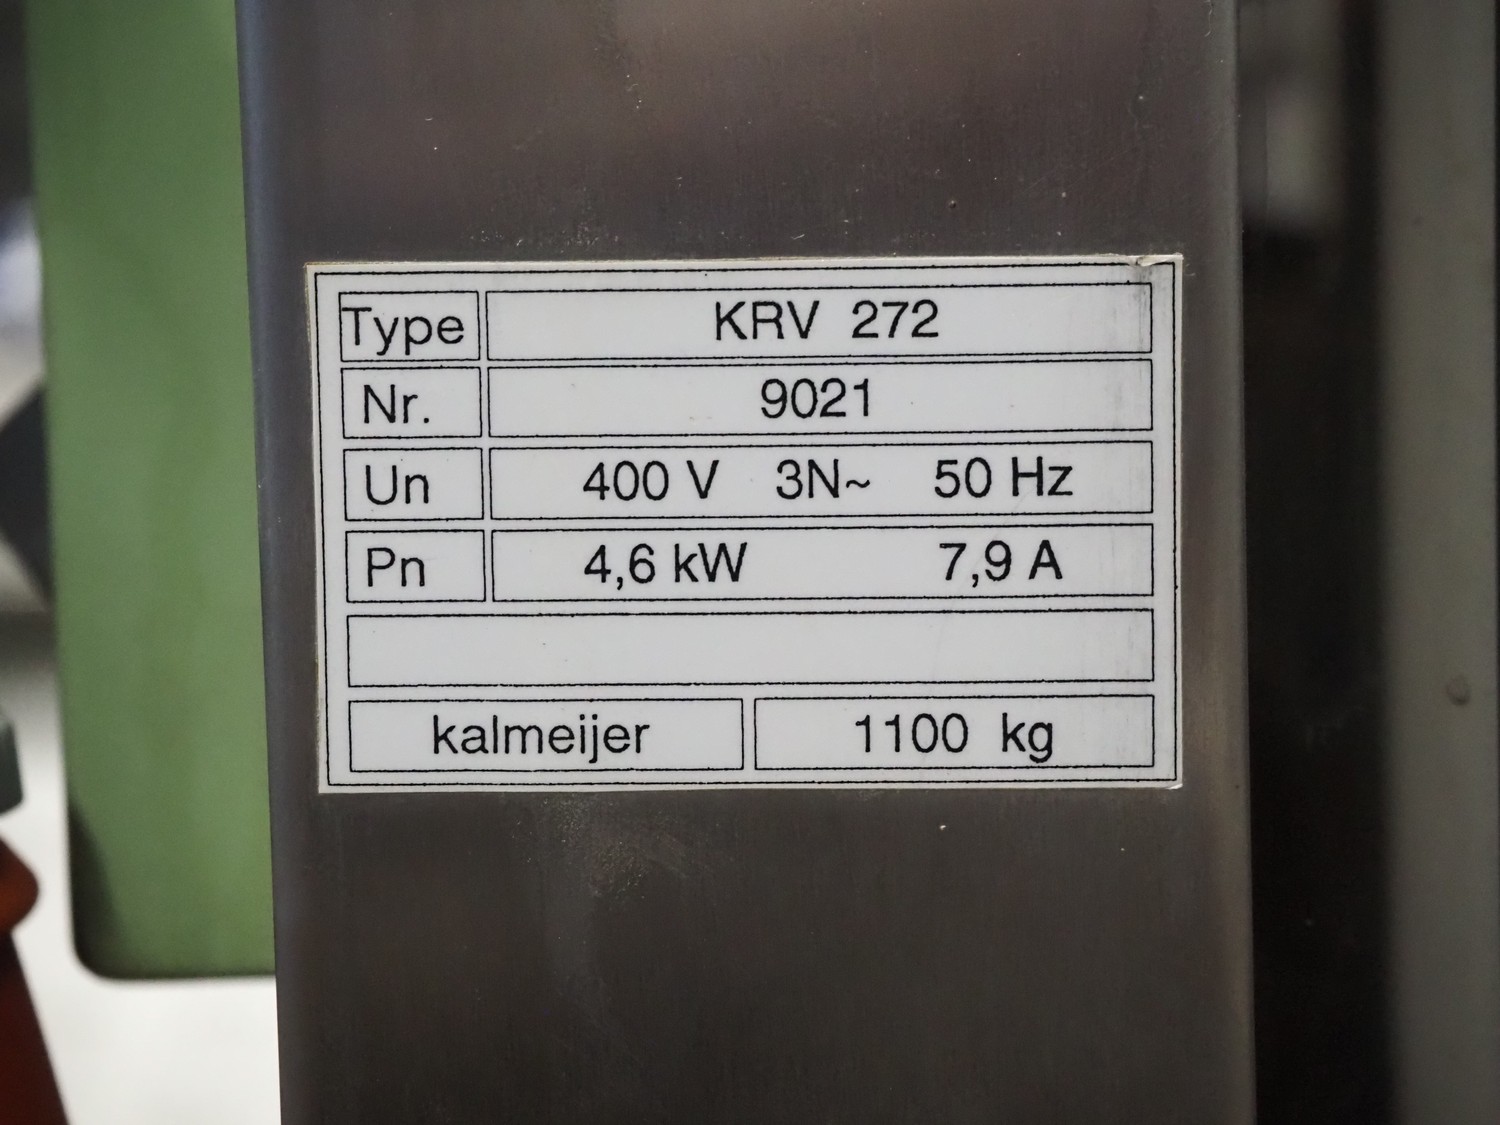 Type KRV 272
Nr. 9021
Un 400 V 3N~ 50 Hz
Pn 4,6 kW 7,9 A
kalmeijer 1100 kg